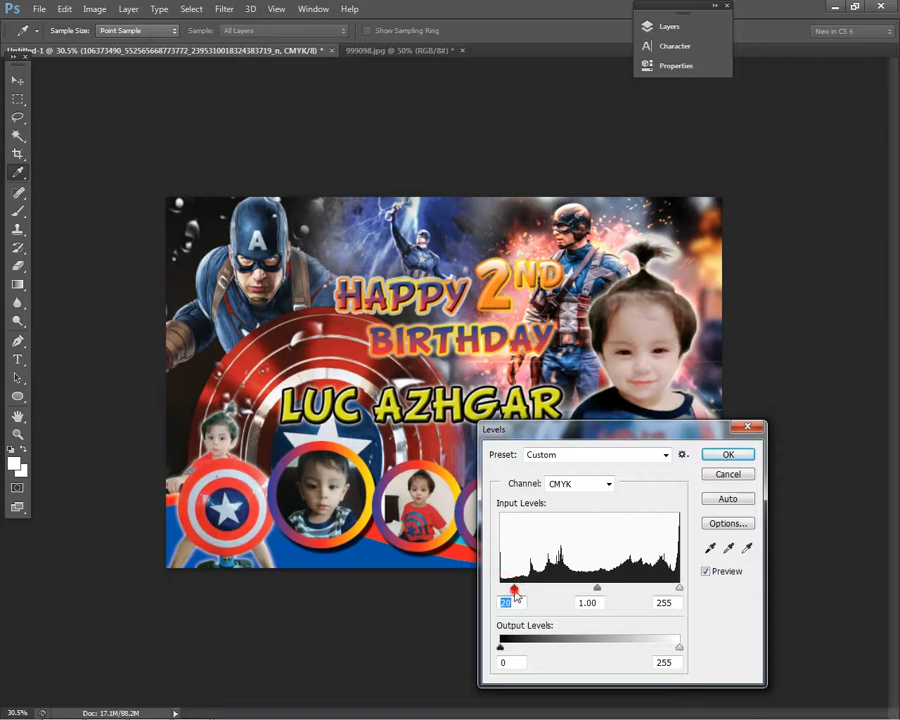 Ps File Edit Image Layer Type Select Filter 3D View Window Help
Sample Size: Point Sample Sample: All Layers Show Sampling Ring New in CS 6
Untitled-1 @ 30.5% (106373490_552565668773772_2395310018324383719_n, CMYK/8) * × 999098.jpg @ 50% (RGB/8#) * ×
Layers
A Character
Properties
T
A
HAPPY 2ND
BIRTHDAY
LUC AZHGAR
Levels
Preset: Custom OK
Cancel
Channel: CMYK
Input Levels: Auto
Options...
Preview
20 1.00 255
Output Levels:
0 255
30.5% Doc: 17.1M/88.2M